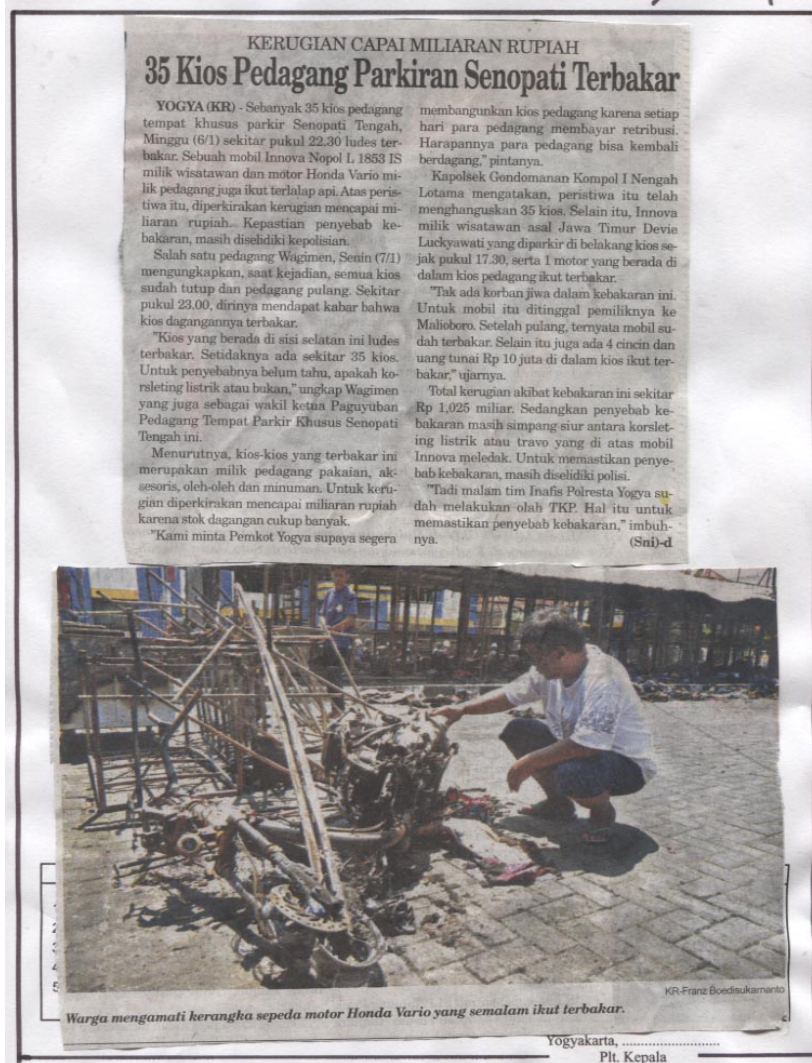 KERUGIAN CAPAI MILIARAN RUPIAH
35 Kios Pedagang Parkiran Senopati Terbakar
YOGYA (KR) - Sebanyak 35 kios pedagang
tempat khusus parkir Senopati Tengah,
Minggu (6/1) sekitar pukul 22.30 ludes ter-
bakar. Sebuah mobil Innova Nopol L 1853 IS
milik wisatawan dan motor Honda Vario mi-
lik pedagang juga ikut terlalap api. Atas peris-
tiwa itu, diperkirakan kerugian mencapai mi-
liaran rupiah. Kepastian penyebab ke-
bakaran, masih diselidiki kepolisian.
Salah satu pedagang Wagimen, Senin (7/1)
mengungkapkan, saat kejadian, semua kios
sudah tutup dan pedagang pulang. Sekitar
pukul 23.00, dirinya mendapat kabar bahwa
kios dagangannya terbakar.
"Kios yang berada di sisi selatan ini ludes
terbakar. Setidaknya ada sekitar 35 kios.
Untuk penyebabnya belum tahu, apakah ko-
rsleting listrik atau bukan," ungkap Wagimen
yang juga sebagai wakil ketua Paguyuban
Pedagang Tempat Parkir Khusus Senopati
Tengah ini.
Menurutnya, kios-kios yang terbakar ini
merupakan milik pedagang pakaian, ak-
sesoris, oleh-oleh dan minuman. Untuk keru-
gian diperkirakan mencapai miliaran rupiah
karena stok dagangan cukup banyak.
"Kami minta Pemkot Yogya supaya segera
membangunkan kios pedagang karena setiap
hari para pedagang membayar retribusi.
Harapannya para pedagang bisa kembali
berdagang," pintanya.
Kapolsek Gondomanan Kompol I Nengah
Lotama mengatakan, peristiwa itu telah
menghanguskan 35 kios. Selain itu, Innova
milik wisatawan asal Jawa Timur Devie
Luckyawati yang diparkir di belakang kios se-
jak pukul 17.30, serta 1 motor yang berada di
dalam kios pedagang ikut terbakar.
"Tak ada korban jiwa dalam kebakaran ini.
Untuk mobil itu ditinggal pemiliknya ke
Malioboro. Setelah pulang, ternyata mobil su-
dah terbakar. Selain itu juga ada 4 cincin dan
uang tunai Rp 10 juta di dalam kios ikut ter-
bakar," ujarnya.
Total kerugian akibat kebakaran ini sekitar
Rp 1,025 miliar. Sedangkan penyebab ke-
bakaran masih simpang siur antara korslet-
ing listrik atau travo yang di atas mobil
Innova meledak. Untuk memastikan penye-
bab kebakaran, masih diselidiki polisi.
"Tadi malam tim Inafis Polresta Yogya su-
dah melakukan olah TKP. Hal itu untuk
memastikan penyebab kebakaran," imbuh-
nya. (Sni)-d
KR-Franz Boedisukarnanto
Warga mengamati kerangka sepeda motor Honda Vario yang semalam ikut terbakar.
Yogyakarta, ..........................
Plt. Kepala